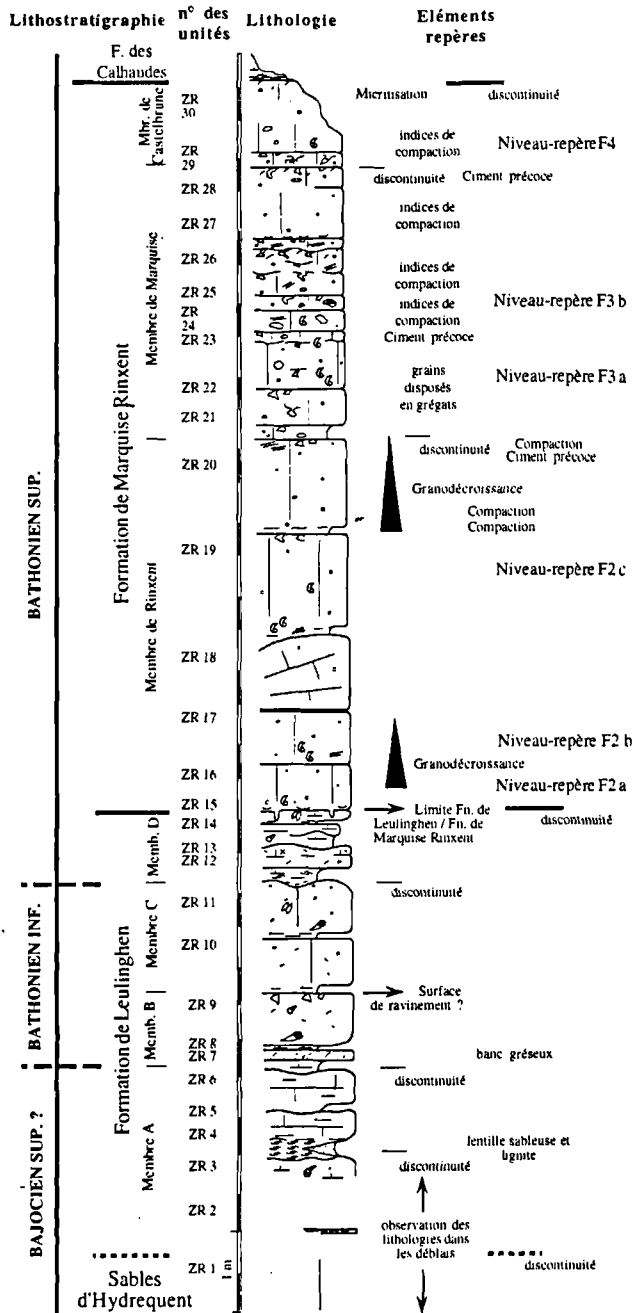 Lithostratigraphie
n° des
unités
Lithologie
Eléments
repères
F. des
Calhaudes
BATHONIEN SUP.
BATHONIEN INF.
BAJOCIEN SUP. ?
Formation de Marquise Rinxent
Formation de Leulinghen
Mbr. de
Castelbrune
Membre de Marquise
Membre de Rinxent
Memb. D
Membre C
Memb. B
Membre A
Sables
d'Hydrequent
ZR
30
ZR
29
ZR 28
ZR 27
ZR 26
ZR 25
ZR
24
ZR 23
ZR 22
ZR 21
ZR 20
ZR 19
ZR 18
ZR 17
ZR 16
ZR 15
ZR 14
ZR 13
ZR 12
ZR 11
ZR 10
ZR 9
ZR 8
ZR 7
ZR 6
ZR 5
ZR 4
ZR 3
ZR 2
ZR 1
1 m
Micritisation discontinuité
indices de
compaction
Niveau-repère F4
discontinuité Ciment précoce
indices de
compaction
indices de
compaction
indices de
compaction
Niveau-repère F3 b
Ciment précoce
grains
disposés
en grégats
Niveau-repère F3 a
discontinuité Compaction
Ciment précoce
Granodécroissance
Compaction
Compaction
Niveau-repère F2 c
Niveau-repère F2 b
Granodécroissance
Niveau-repère F2 a
Limite Fn. de
Leulinghen / Fn. de
Marquise Rinxent
discontinuité
discontinuité
Surface
de ravinement ?
banc gréseux
discontinuité
lentille sableuse et
lignite
discontinuité
observation des
lithologies dans
les déblais
discontinuité